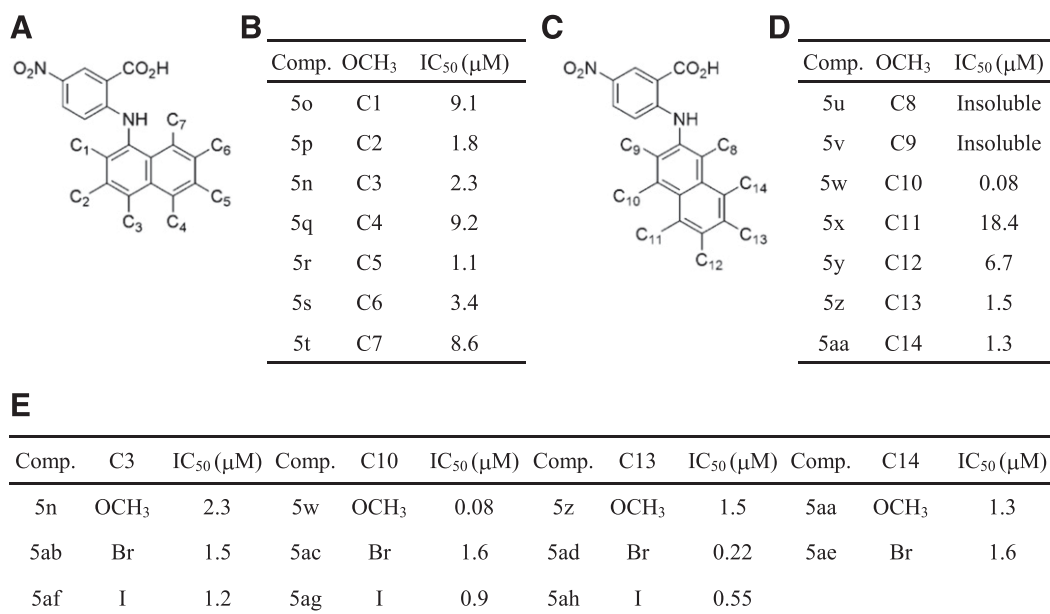 A
O₂N
CO₂H
NH
C₇
C₁
C₆
C₂
C₅
C₃
C₄
B
Comp. OCH₃ IC₅₀ (μM)
5o C1 9.1
5p C2 1.8
5n C3 2.3
5q C4 9.2
5r C5 1.1
5s C6 3.4
5t C7 8.6
C
O₂N
CO₂H
NH
C₉
C₈
C₁₀
C₁₄
C₁₁
C₁₃
C₁₂
D
Comp. OCH₃ IC₅₀ (μM)
5u C8 Insoluble
5v C9 Insoluble
5w C10 0.08
5x C11 18.4
5y C12 6.7
5z C13 1.5
5aa C14 1.3
E
Comp. C3 IC₅₀ (μM) Comp. C10 IC₅₀ (μM) Comp. C13 IC₅₀ (μM) Comp. C14 IC₅₀ (μM)
5n OCH₃ 2.3 5w OCH₃ 0.08 5z OCH₃ 1.5 5aa OCH₃ 1.3
5ab Br 1.5 5ac Br 1.6 5ad Br 0.22 5ae Br 1.6
5af I 1.2 5ag I 0.9 5ah I 0.55